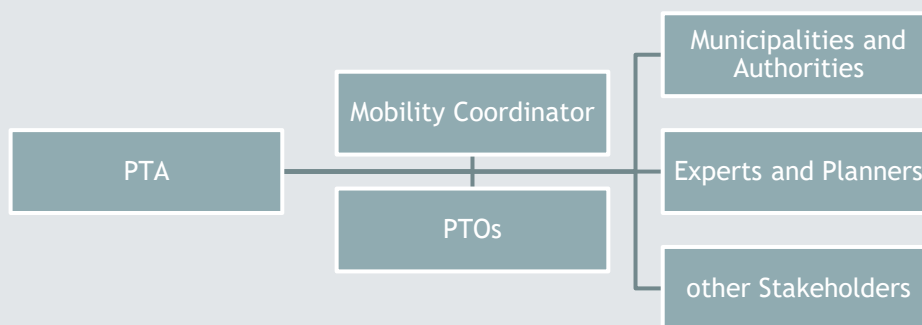 PTA
Mobility Coordinator
PTOs
Municipalities and
Authorities
Experts and Planners
other Stakeholders